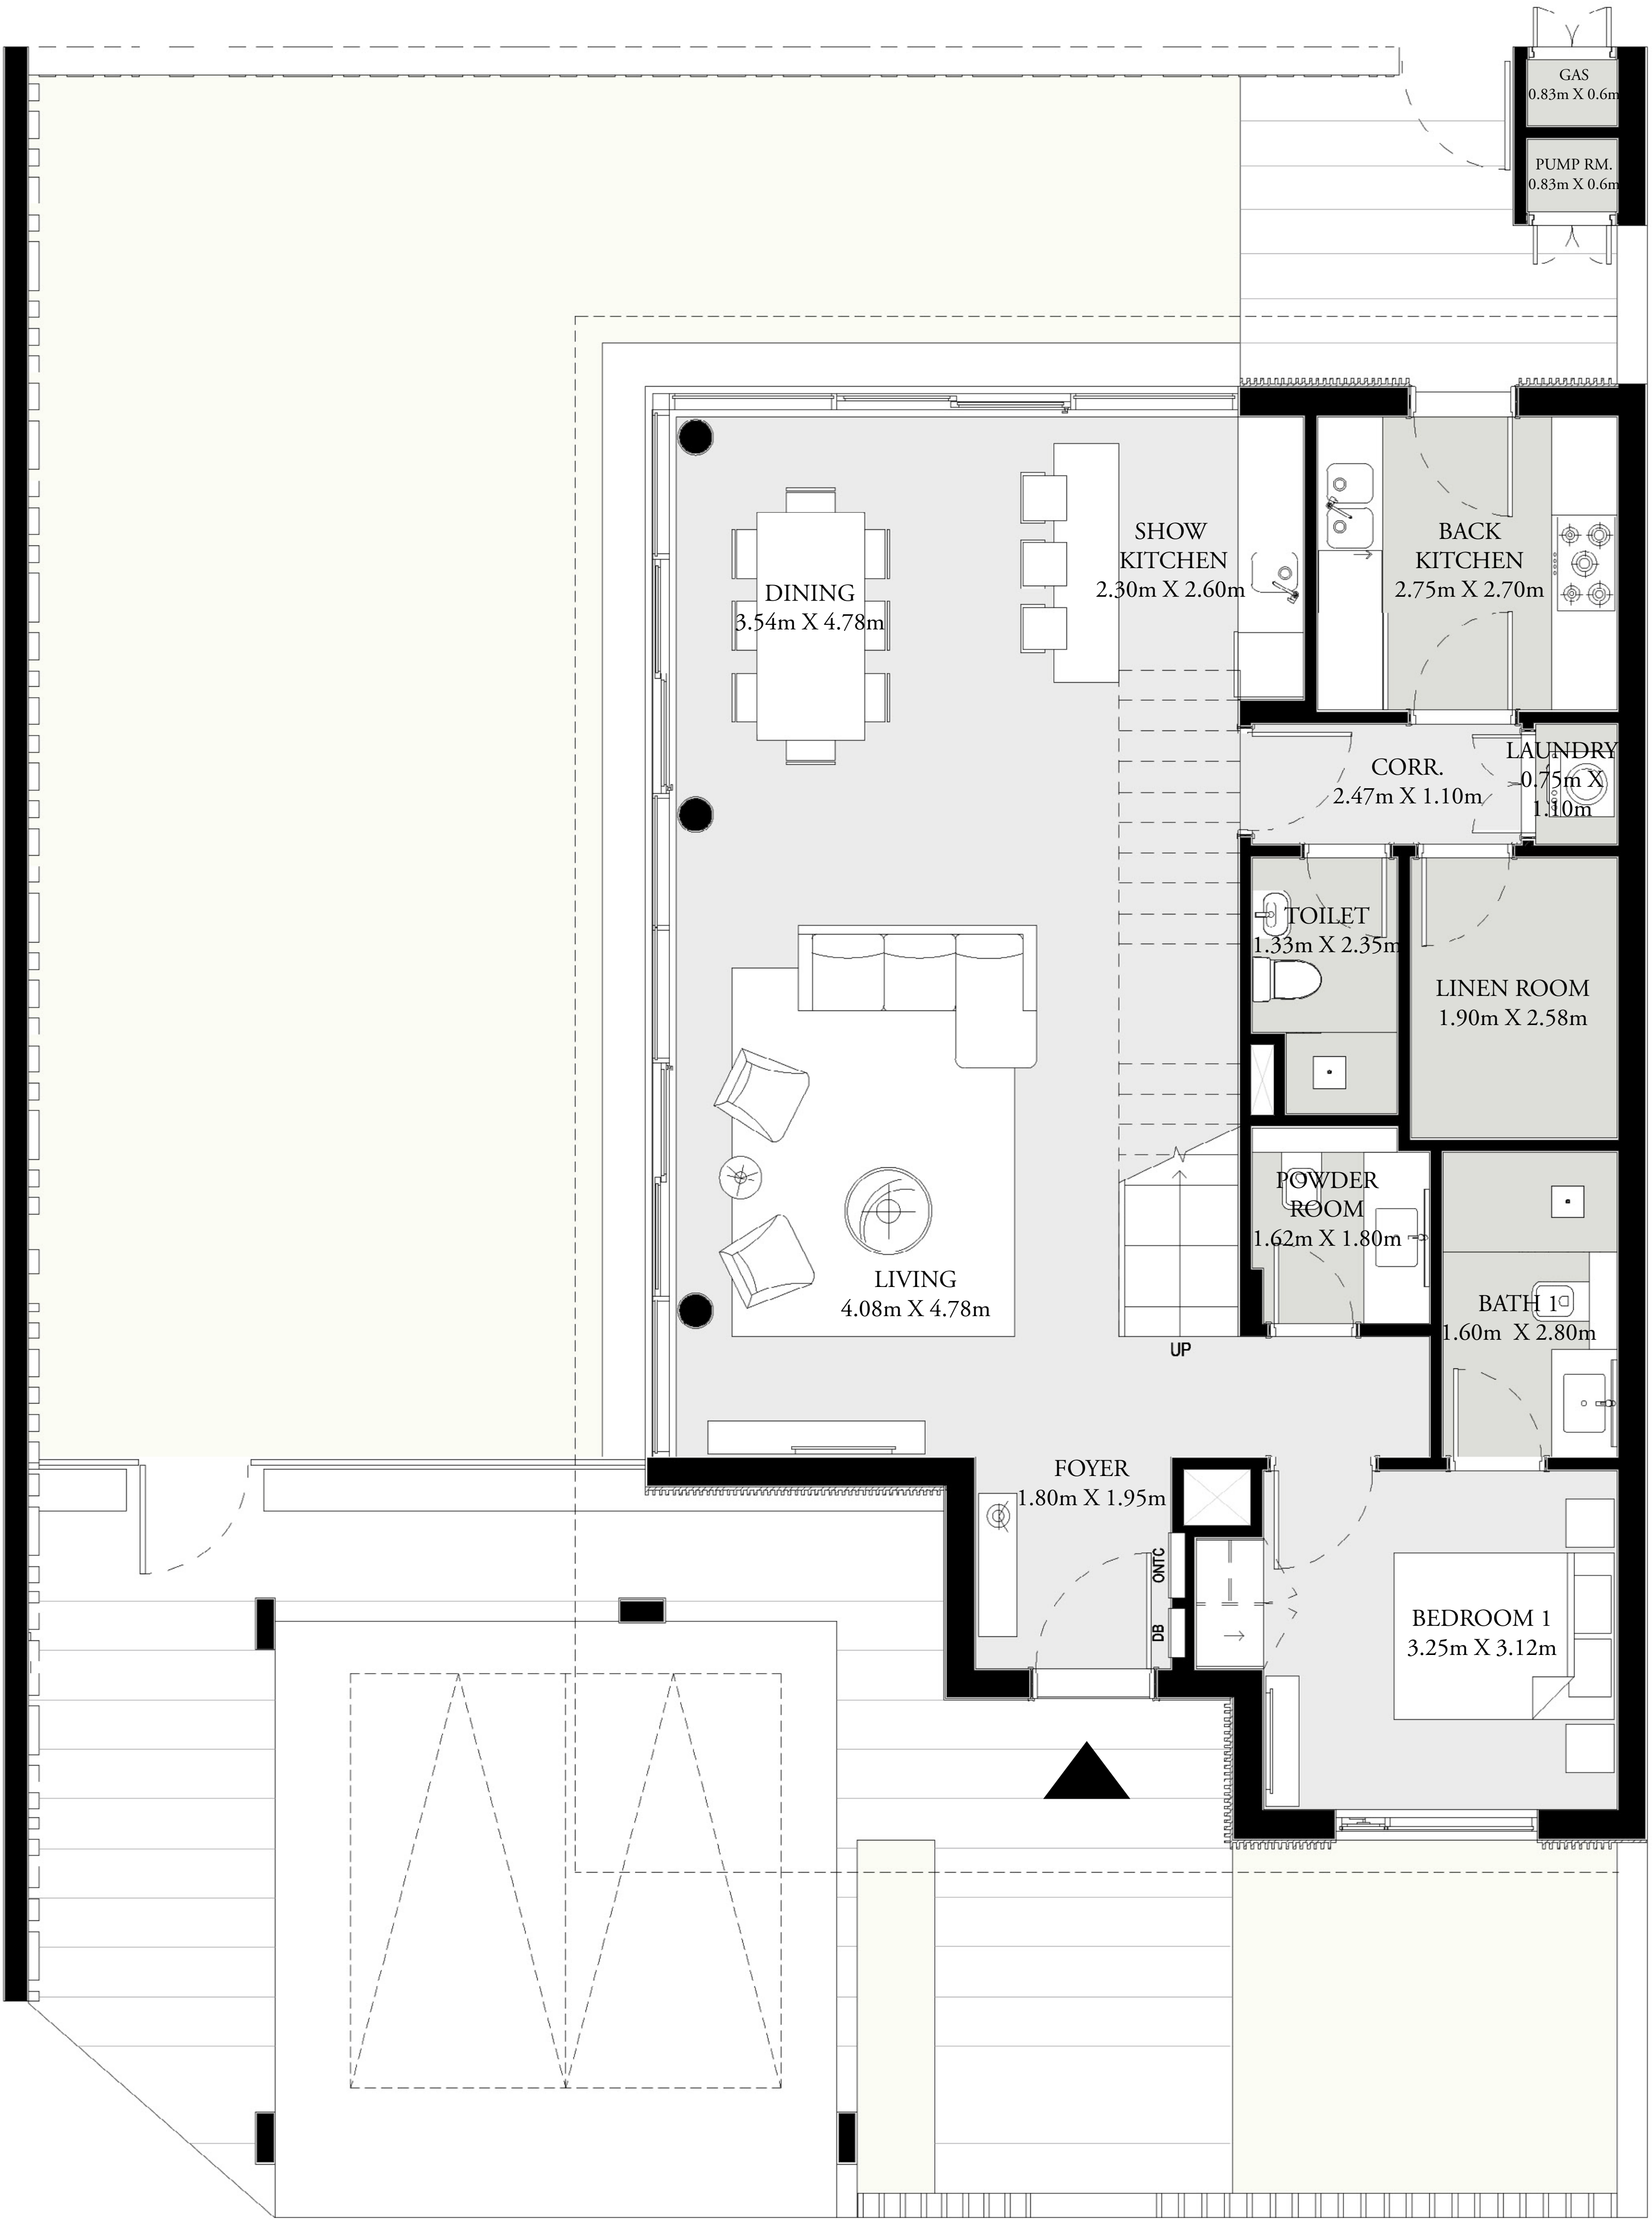 GAS
0.83m X 0.6m
PUMP RM.
0.83m X 0.6m
SHOW
KITCHEN
2.30m X 2.60m
BACK
KITCHEN
2.75m X 2.70m
DINING
3.54m X 4.78m
CORR.
2.47m X 1.10m
LAUNDRY
0.75m X
1.10m
TOILET
1.33m X 2.35m
LINEN ROOM
1.90m X 2.58m
POWDER
ROOM
1.62m X 1.80m
LIVING
4.08m X 4.78m
BATH 1
1.60m X 2.80m
UP
FOYER
1.80m X 1.95m
ONTC
DB
BEDROOM 1
3.25m X 3.12m